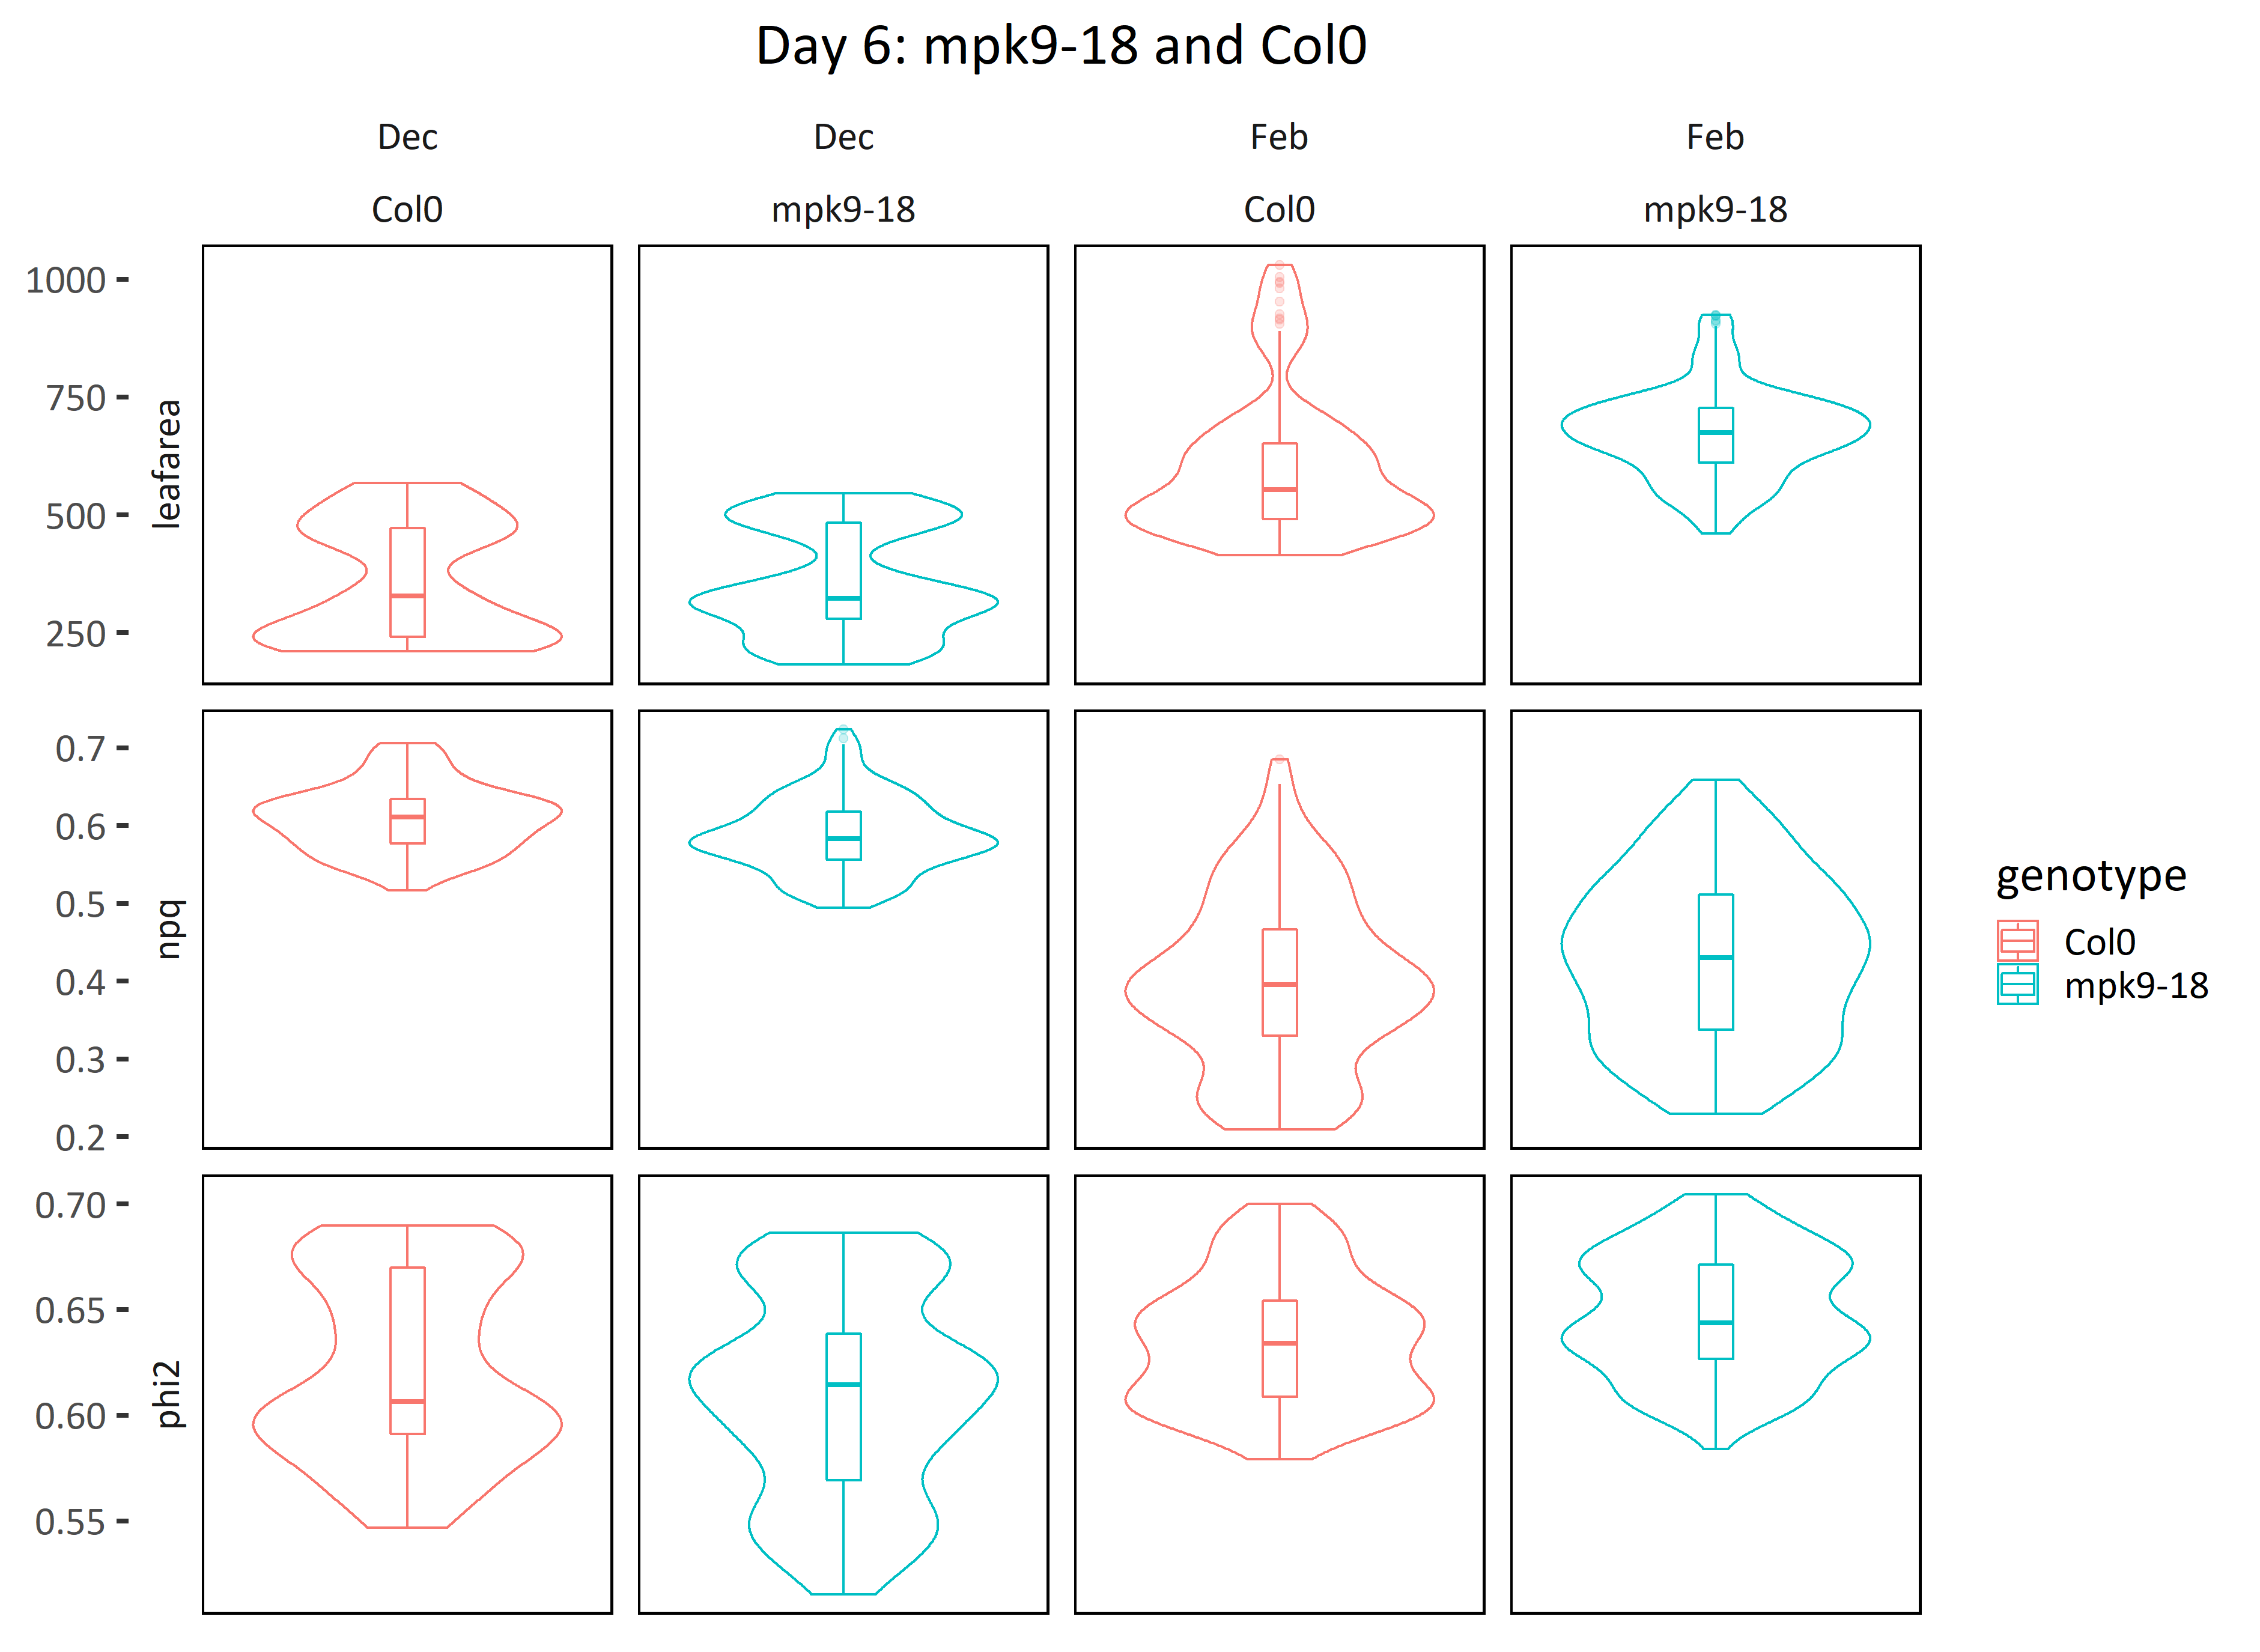 Day 6: mpk9-18 and Col0
Dec
Dec
Feb
Feb
Col0
mpk9-18
Col0
mpk9-18
1000
750
500
250
leafarea
0.7
0.6
0.5
0.4
0.3
0.2
npq
0.70
0.65
0.60
0.55
phi2
genotype
Col0
mpk9-18